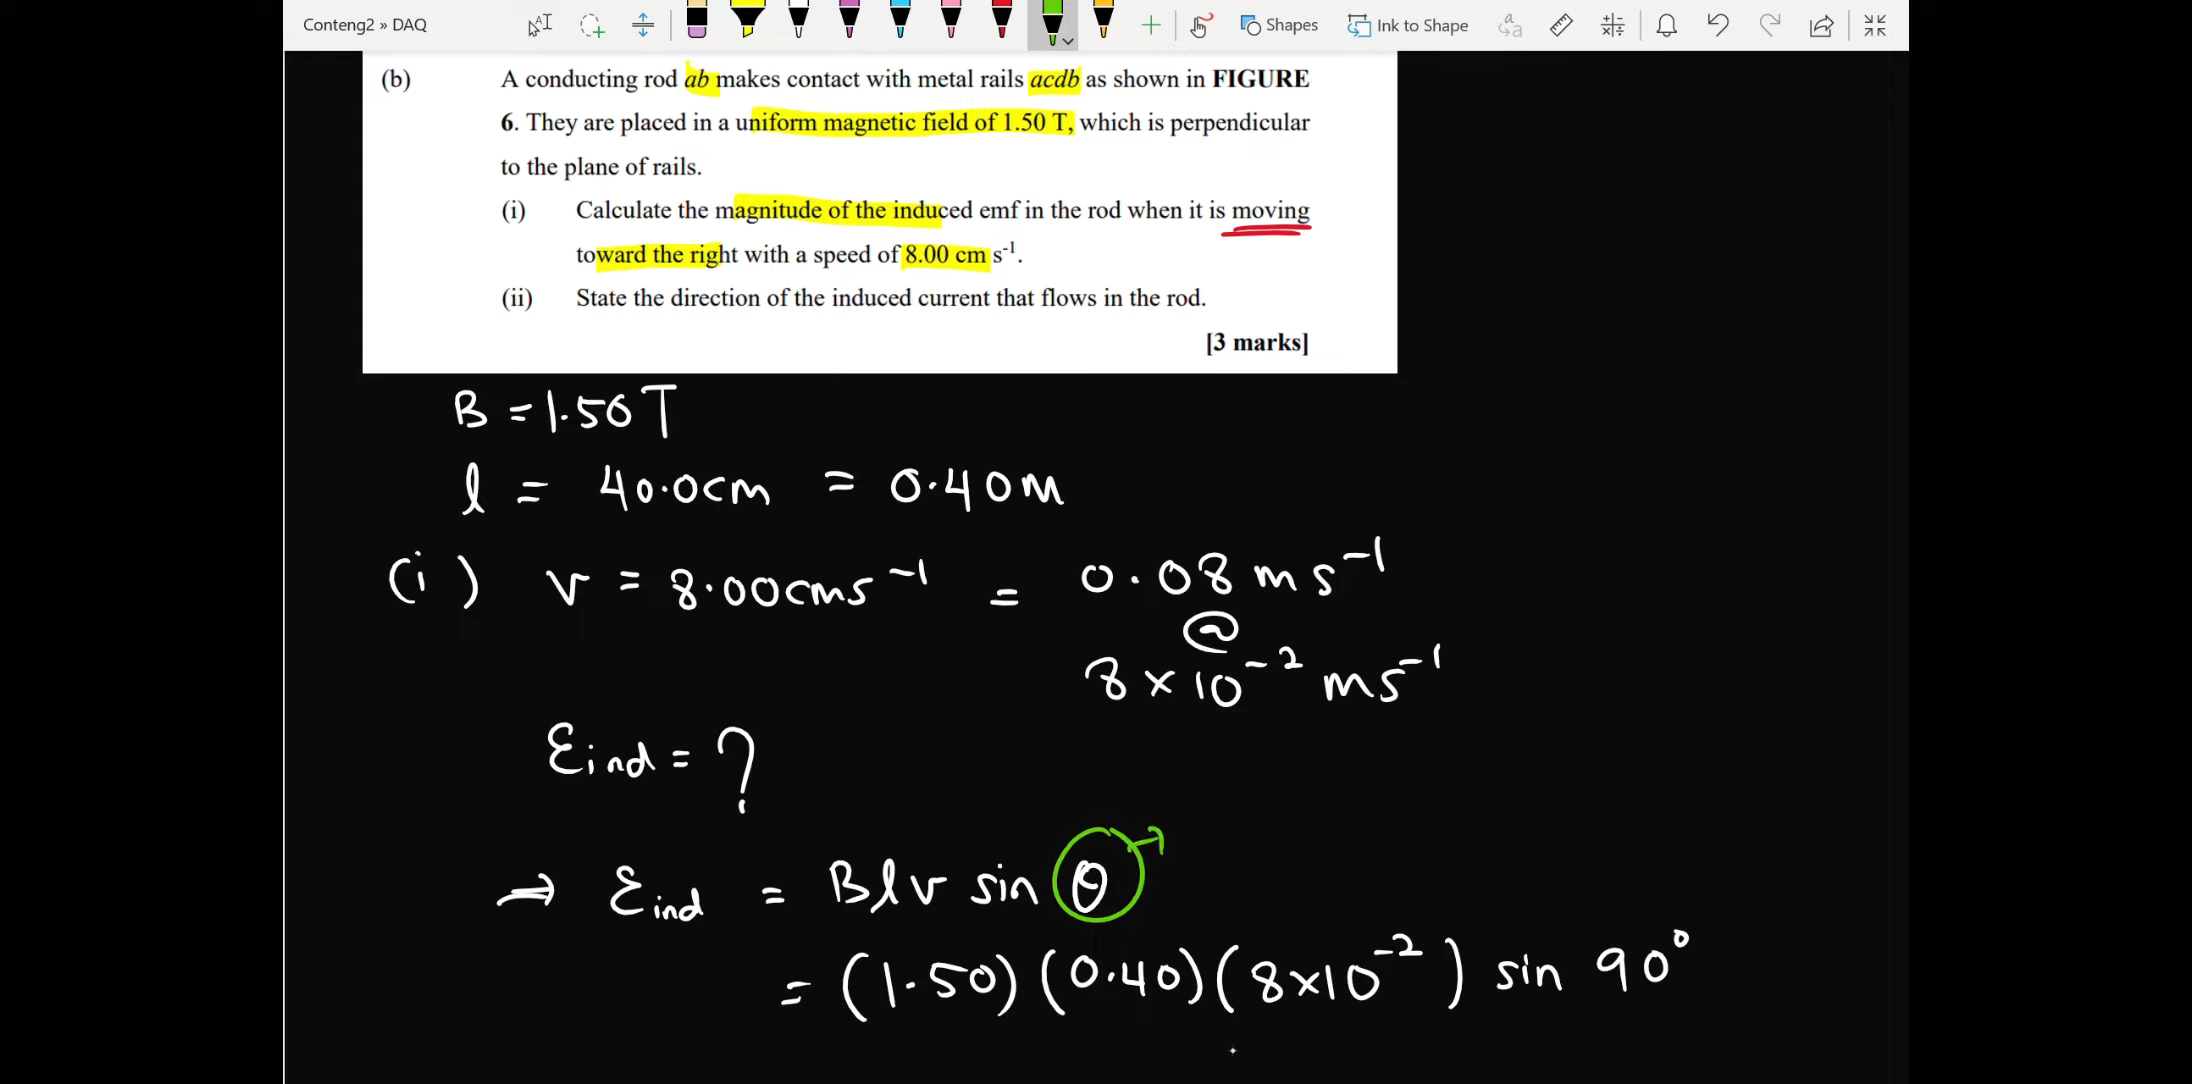 Conteng2 » DAQ
Shapes
Ink to Shape
(b) A conducting rod ab makes contact with metal rails acdb as shown in FIGURE
6. They are placed in a uniform magnetic field of 1.50 T, which is perpendicular
to the plane of rails.
(i) Calculate the magnitude of the induced emf in the rod when it is moving
toward the right with a speed of 8.00 cm s⁻¹.
(ii) State the direction of the induced current that flows in the rod.
[3 marks]
B = 1.50 T
l = 40.0cm = 0.40m
(i) v = 8.00cms⁻¹ = 0.08 ms⁻¹
@
8 × 10⁻² ms⁻¹
Ɛind = ?
⇒ Ɛind = Blv sin θ
= (1.50)(0.40)(8×10⁻²) sin 90°